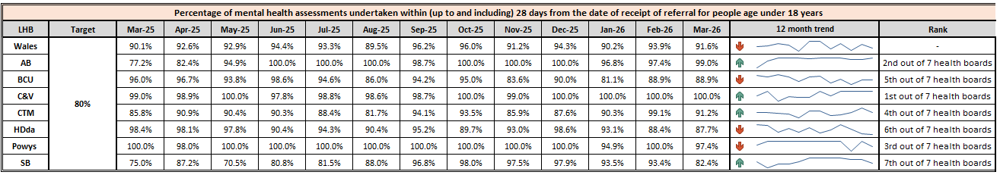 Percentage of mental health assessments undertaken within (up to and including) 28 days from the date of receipt of referral for people age under 18 years
LHB Target Mar-25 Apr-25 May-25 Jun-25 Jul-25 Aug-25 Sep-25 Oct-25 Nov-25 Dec-25 Jan-26 Feb-26 Mar-26 12 month trend Rank
Wales 90.1% 92.6% 92.9% 94.4% 93.3% 89.5% 96.2% 96.0% 91.2% 94.3% 90.2% 93.9% 91.6% -
AB 77.2% 82.4% 94.9% 100.0% 100.0% 100.0% 98.7% 100.0% 100.0% 100.0% 96.8% 97.4% 99.0% 2nd out of 7 health boards
BCU 96.0% 96.7% 93.8% 98.6% 94.6% 86.0% 94.2% 95.0% 83.6% 90.0% 81.1% 88.9% 88.9% 5th out of 7 health boards
C&V 99.0% 98.9% 100.0% 97.8% 98.8% 98.6% 98.7% 100.0% 99.0% 100.0% 100.0% 100.0% 100.0% 1st out of 7 health boards
80%
CTM 85.8% 90.9% 90.4% 90.3% 88.4% 81.7% 94.1% 93.5% 85.9% 87.6% 90.3% 99.1% 91.2% 4th out of 7 health boards
HDda 98.4% 98.1% 97.8% 90.4% 94.3% 90.4% 95.2% 89.7% 93.0% 98.6% 93.1% 88.4% 87.7% 6th out of 7 health boards
Powys 100.0% 98.0% 100.0% 100.0% 100.0% 100.0% 100.0% 100.0% 100.0% 100.0% 94.9% 100.0% 97.4% 3rd out of 7 health boards
SB 75.0% 87.2% 70.5% 80.8% 81.5% 88.0% 96.8% 98.0% 97.5% 97.9% 93.5% 93.4% 82.4% 7th out of 7 health boards